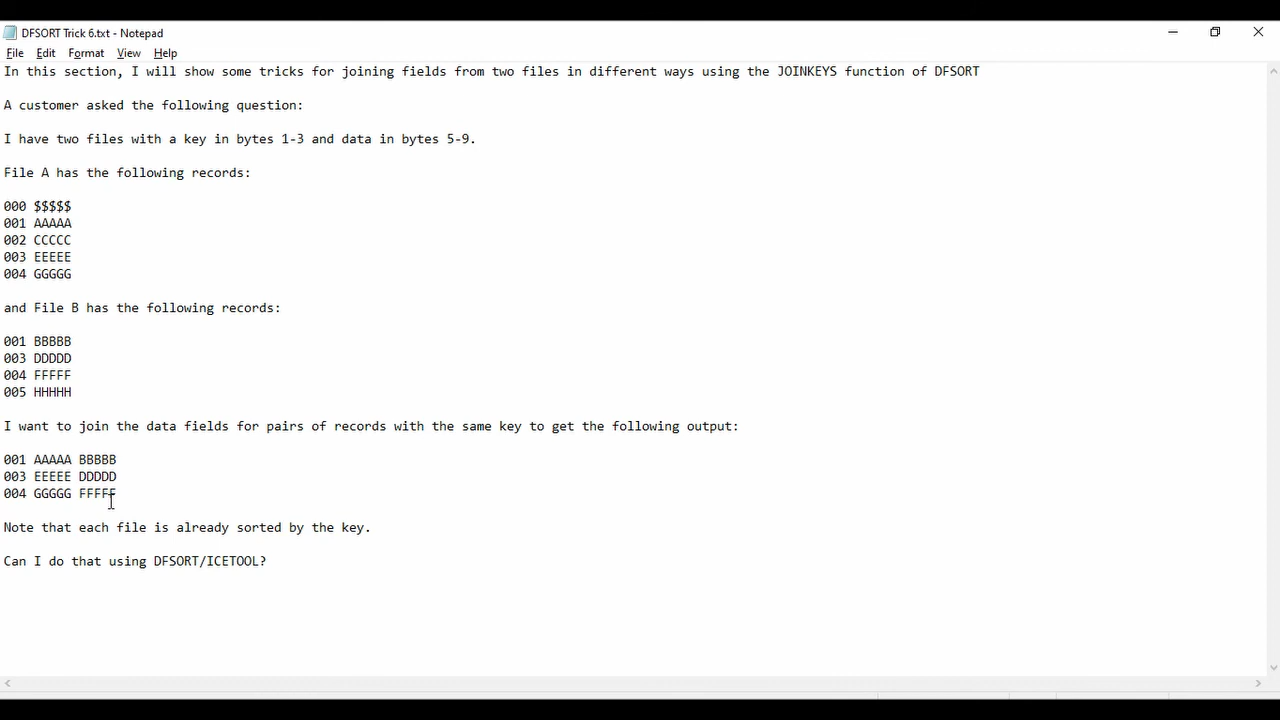 DFSORT Trick 6.txt - Notepad
File Edit Format View Help
In this section, I will show some tricks for joining fields from two files in different ways using the JOINKEYS function of DFSORT
A customer asked the following question:
I have two files with a key in bytes 1-3 and data in bytes 5-9.
File A has the following records:
000 $$$$$
001 AAAAA
002 CCCCC
003 EEEEE
004 GGGGG
and File B has the following records:
001 BBBBB
003 DDDDD
004 FFFFF
005 HHHHH
I want to join the data fields for pairs of records with the same key to get the following output:
001 AAAAA BBBBB
003 EEEEE DDDDD
004 GGGGG FFFFF
Note that each file is already sorted by the key.
Can I do that using DFSORT/ICETOOL?